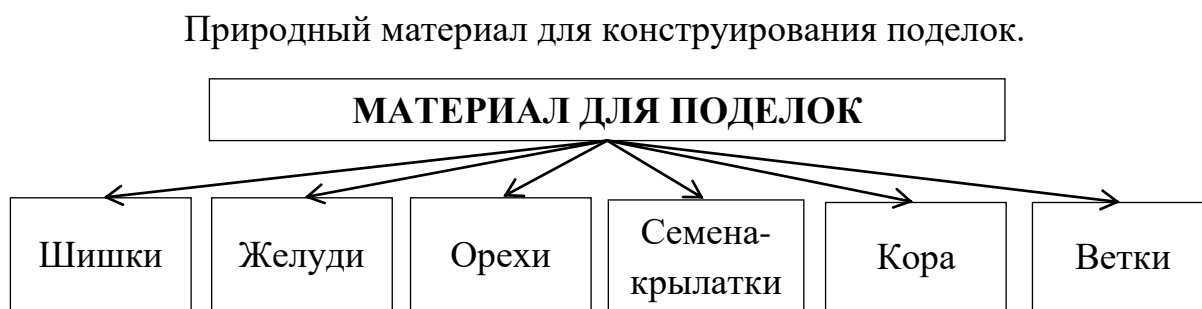 Природный материал для конструирования поделок.
МАТЕРИАЛ ДЛЯ ПОДЕЛОК
Шишки
Желуди
Орехи
Семена-
крылатки
Кора
Ветки